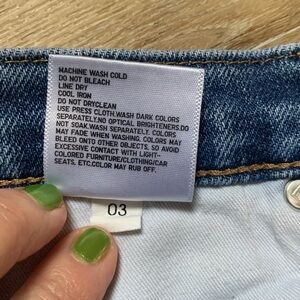 MACHINE WASH COLD
DO NOT BLEACH
LINE DRY
COOL IRON
DO NOT DRYCLEAN
USE PRESS CLOTH.WASH DARK COLORS
SEPARATELY.NO OPTICAL BRIGHTENERS.DO
NOT SOAK.WASH SEPARATELY. COLORS
MAY FADE WHEN WASHING. COLORS MAY
BLEED ONTO OTHER OBJECTS. SO AVOID
EXCESSIVE CONTACT WITH LIGHT-
COLORED FURNITURE/CLOTHING/CAR
SEATS, ETC.COLOR MAY RUB OFF.
03